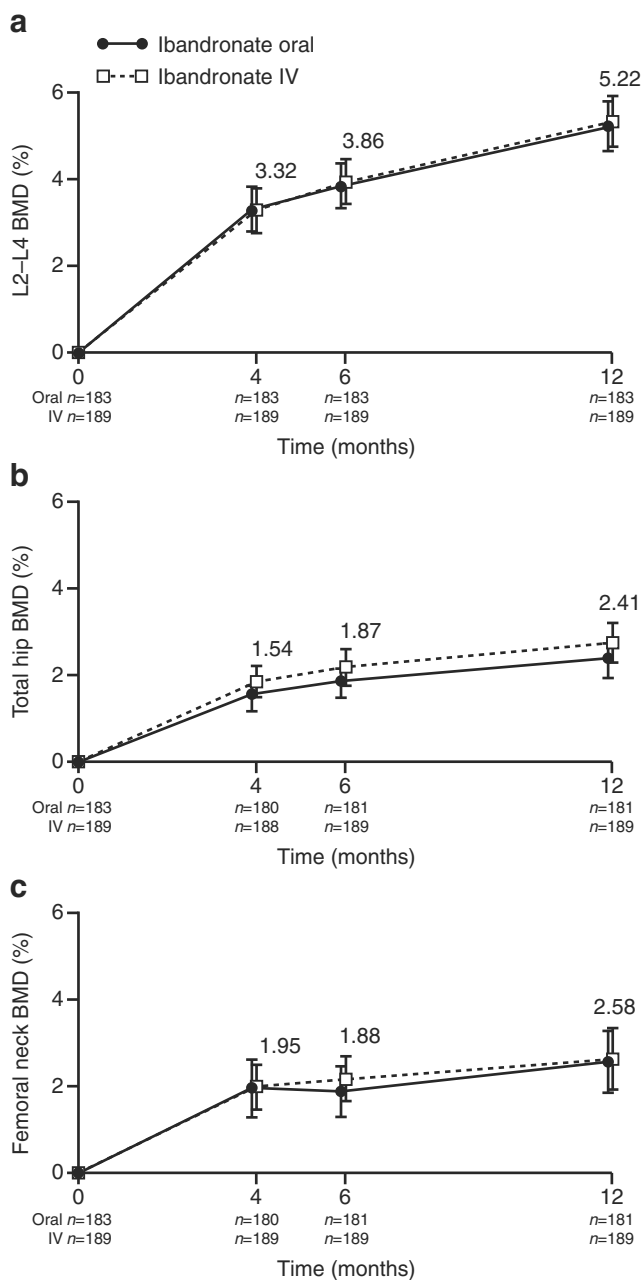 a
Ibandronate oral
Ibandronate IV
L2–L4 BMD (%)
6
4
2
0
3.32
3.86
5.22
0 4 6 12
Oral n=183 n=183 n=183 n=183
IV n=189 n=189 n=189 n=189
Time (months)
b
Total hip BMD (%)
6
4
2
0
1.54
1.87
2.41
0 4 6 12
Oral n=183 n=180 n=181 n=181
IV n=189 n=188 n=189 n=189
Time (months)
c
Femoral neck BMD (%)
6
4
2
0
1.95
1.88
2.58
0 4 6 12
Oral n=183 n=180 n=181 n=181
IV n=189 n=189 n=189 n=189
Time (months)